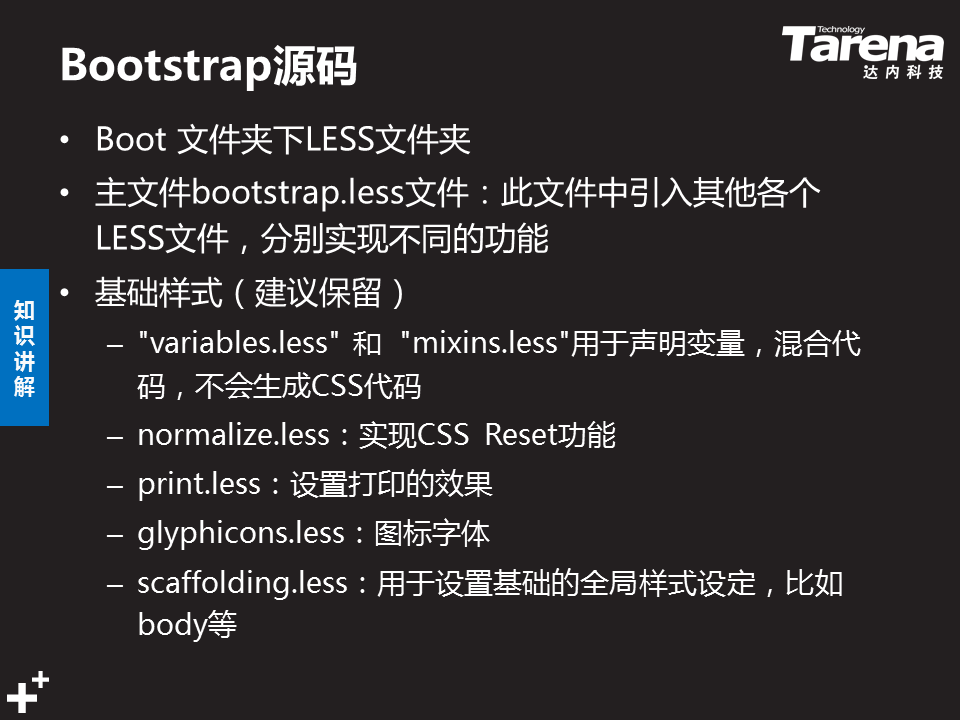 Bootstrap源码
Technology
Tarena
达内科技
• Boot 文件夹下LESS文件夹
• 主文件bootstrap.less文件：此文件中引入其他各个
LESS文件，分别实现不同的功能
• 基础样式（建议保留）
– "variables.less" 和 "mixins.less"用于声明变量，混合代
码，不会生成CSS代码
– normalize.less：实现CSS Reset功能
– print.less：设置打印的效果
– glyphicons.less：图标字体
– scaffolding.less：用于设置基础的全局样式设定，比如
body等
知
识
讲
解